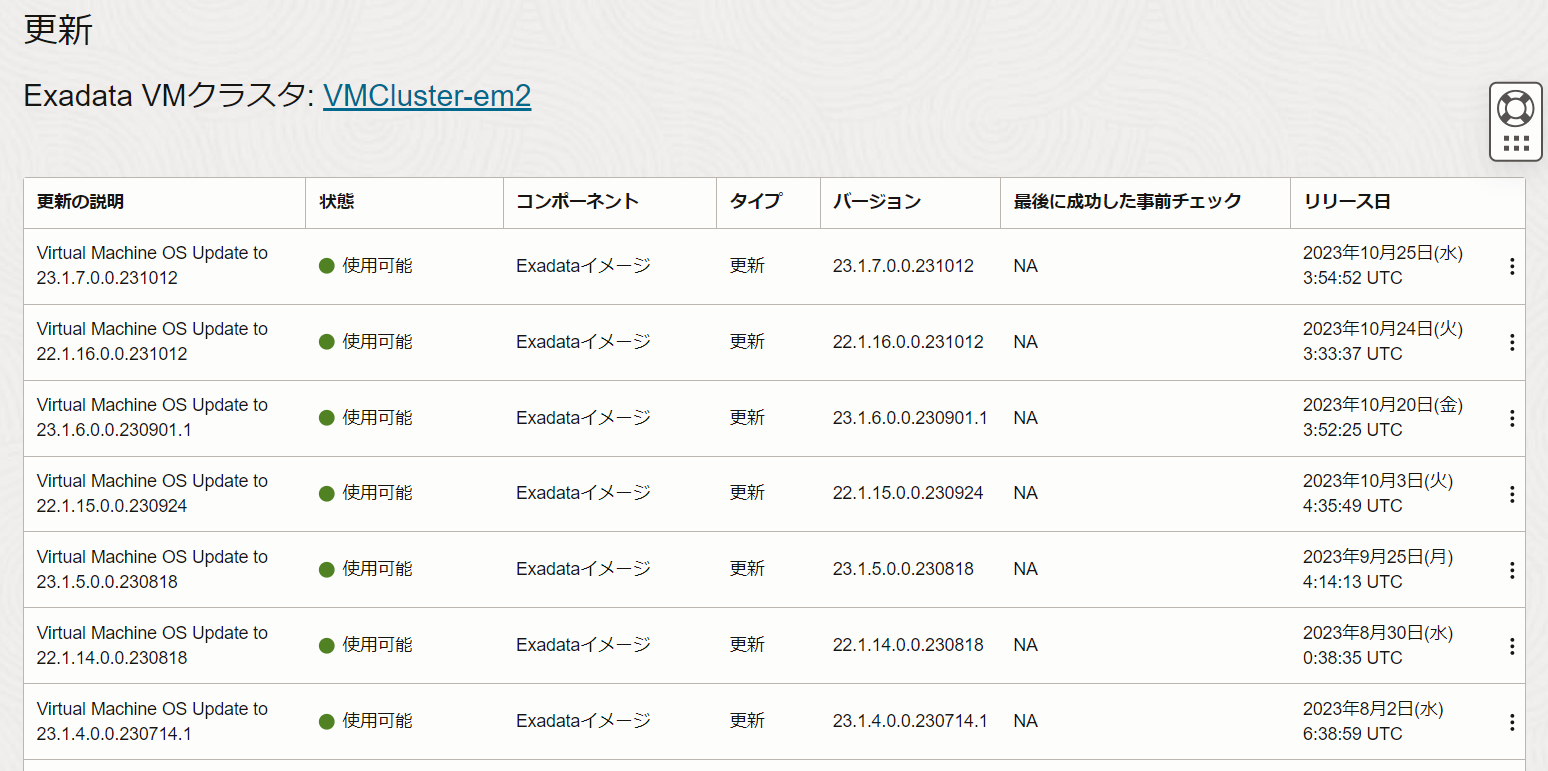 更新
Exadata VMクラスタ: VMCluster-em2
更新の説明 状態 コンポーネント タイプ バージョン 最後に成功した事前チェック リリース日
Virtual Machine OS Update to
23.1.7.0.0.231012
使用可能 Exadataイメージ 更新 23.1.7.0.0.231012 NA
2023年10月25日(水)
3:54:52 UTC
Virtual Machine OS Update to
22.1.16.0.0.231012
使用可能 Exadataイメージ 更新 22.1.16.0.0.231012 NA
2023年10月24日(火)
3:33:37 UTC
Virtual Machine OS Update to
23.1.6.0.0.230901.1
使用可能 Exadataイメージ 更新 23.1.6.0.0.230901.1 NA
2023年10月20日(金)
3:52:25 UTC
Virtual Machine OS Update to
22.1.15.0.0.230924
使用可能 Exadataイメージ 更新 22.1.15.0.0.230924 NA
2023年10月3日(火)
4:35:49 UTC
Virtual Machine OS Update to
23.1.5.0.0.230818
使用可能 Exadataイメージ 更新 23.1.5.0.0.230818 NA
2023年9月25日(月)
4:14:13 UTC
Virtual Machine OS Update to
22.1.14.0.0.230818
使用可能 Exadataイメージ 更新 22.1.14.0.0.230818 NA
2023年8月30日(水)
0:38:35 UTC
Virtual Machine OS Update to
23.1.4.0.0.230714.1
使用可能 Exadataイメージ 更新 23.1.4.0.0.230714.1 NA
2023年8月2日(水)
6:38:59 UTC